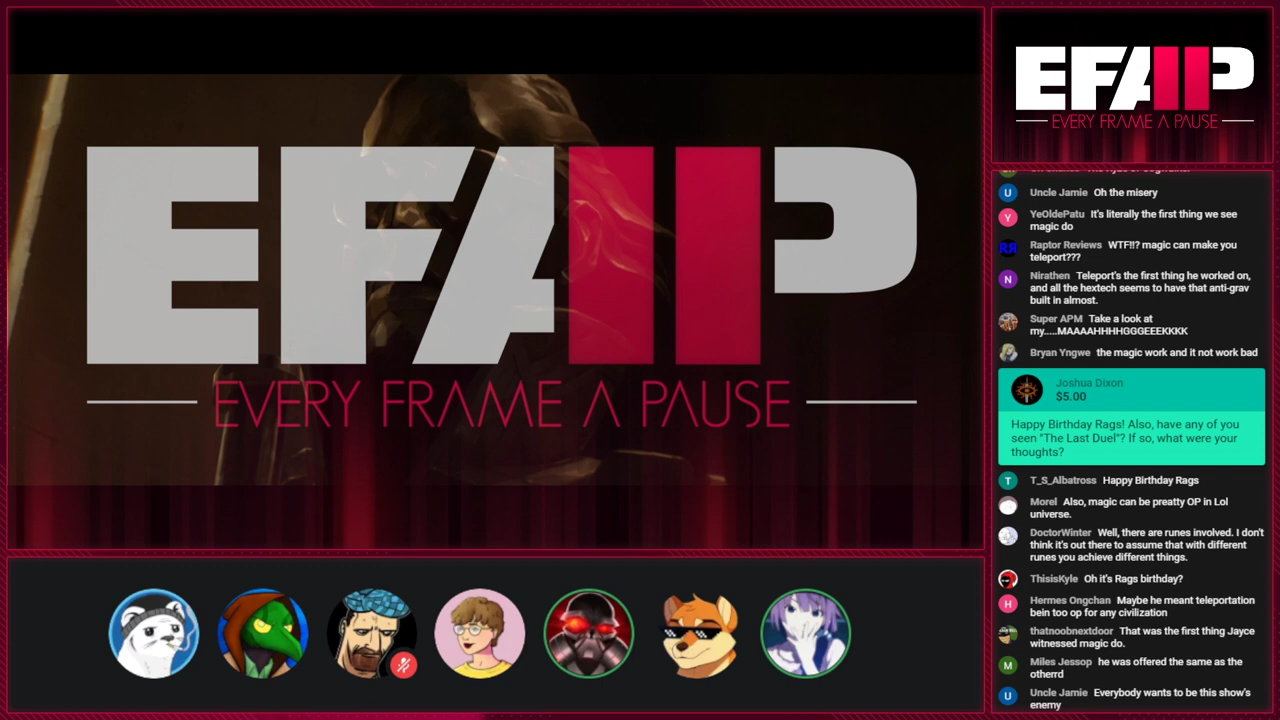 EFAP
EVERY FRAME A PAUSE
EFAP
EVERY FRAME A PAUSE
Uncle Jamie Oh the misery
YeOldePatu It's literally the first thing we see
magic do
RR
Raptor Reviews WTF!!? magic can make you
teleport???
Nirathen Teleport's the first thing he worked on,
and all the hextech seems to have that anti-grav
built in almost.
Super APM Take a look at
my.....MAAAAHHHHGGGEEEKKKK
Bryan Yngwe the magic work and it not work bad
Joshua Dixon
$5.00
Happy Birthday Rags! Also, have any of you
seen "The Last Duel"? If so, what were your
thoughts?
T_S_Albatross Happy Birthday Rags
Morel Also, magic can be preatty OP in Lol
universe.
DoctorWinter Well, there are runes involved. I don't
think it's out there to assume that with different
runes you achieve different things.
ThisisKyle Oh it's Rags birthday?
Hermes Ongchan Maybe he meant teleportation
bein too op for any civilization
thatnoobnextdoor That was the first thing Jayce
witnessed magic do.
Miles Jessop he was offered the same as the
otherrd
Uncle Jamie Everybody wants to be this show's
enemy
U
Y
N
T
H
M
U